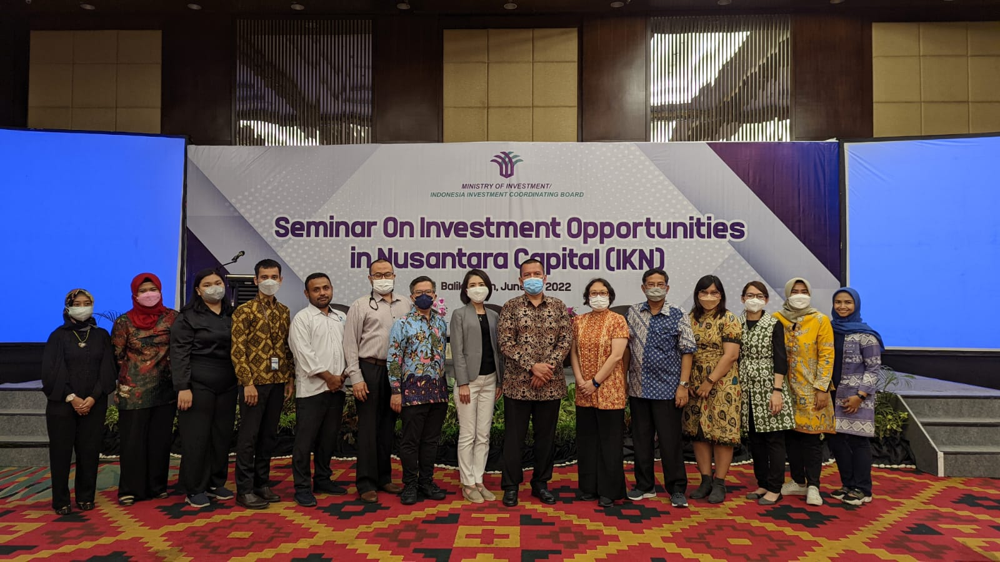 MINISTRY OF INVESTMENT/
INDONESIA INVESTMENT COORDINATING BOARD
Seminar On Investment Opportunities
in Nusantara Capital (IKN)
2022